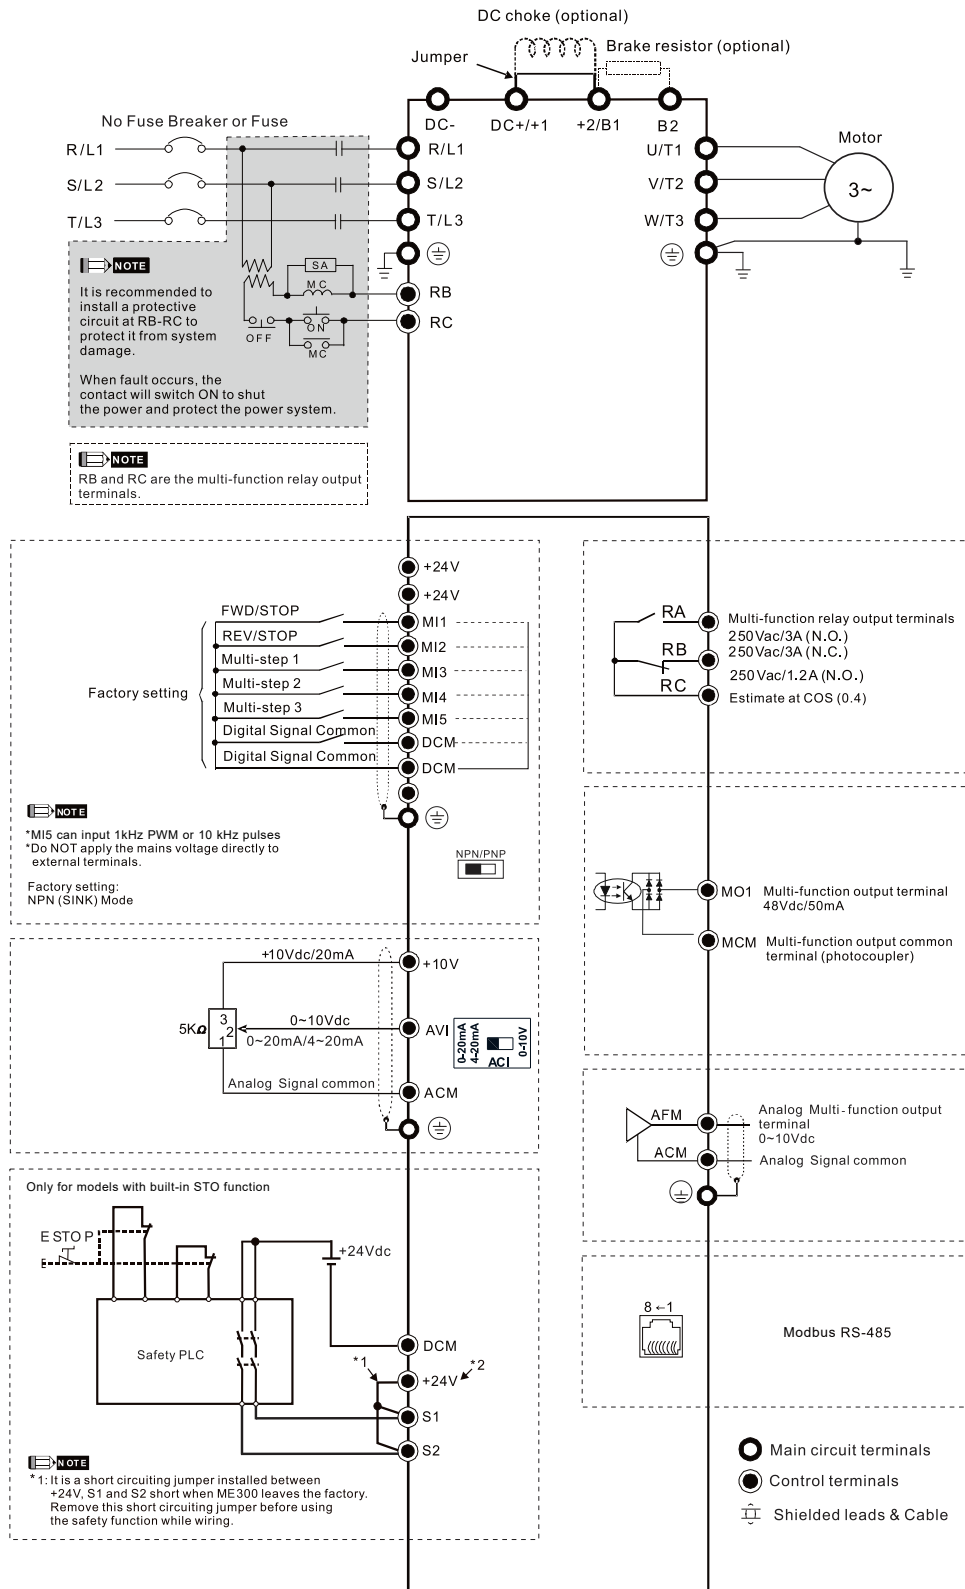 DC choke (optional)
Jumper
Brake resistor (optional)
DC-
DC+/+1
+2/B1
B2
No Fuse Breaker or Fuse
Motor
R/L1
R/L1
U/T1
S/L2
S/L2
V/T2
3~
T/L3
T/L3
W/T3
NOTE
It is recommended to
install a protective
circuit at RB-RC to
protect it from system
damage.
When fault occurs, the
contact will switch ON to shut
the power and protect the power system.
SA
MC
RB
RC
OFF
ON
MC
NOTE
RB and RC are the multi-function relay output
terminals.
+24V
+24V
FWD/STOP
MI1
REV/STOP
MI2
Multi-step 1
MI3
Factory setting
Multi-step 2
MI4
Multi-step 3
MI5
Digital Signal Common
DCM
Digital Signal Common
DCM
NOTE
*MI5 can input 1kHz PWM or 10 kHz pulses
*Do NOT apply the mains voltage directly to
external terminals.
Factory setting:
NPN (SINK) Mode
NPN/PNP
RA
Multi-function relay output terminals
250Vac/3A (N.O.)
RB
250Vac/3A (N.C.)
250Vac/1.2A (N.O.)
RC
Estimate at COS (0.4)
MO1
Multi-function output terminal
48Vdc/50mA
MCM
Multi-function output common
terminal (photocoupler)
+10Vdc/20mA
+10V
5KΩ
3
2
1
0~10Vdc
0~20mA/4~20mA
AVI
0-20mA
4-20mA
ACI
0-10V
Analog Signal common
ACM
AFM
Analog Multi-function output
terminal
0~10Vdc
ACM
Analog Signal common
Only for models with built-in STO function
E STOP
+24Vdc
Safety PLC
DCM
*1
*2
+24V
S1
S2
NOTE
*1: It is a short circuiting jumper installed between
+24V, S1 and S2 short when ME300 leaves the factory.
Remove this short circuiting jumper before using
the safety function while wiring.
8←1
Modbus RS-485
Main circuit terminals
Control terminals
Shielded leads & Cable